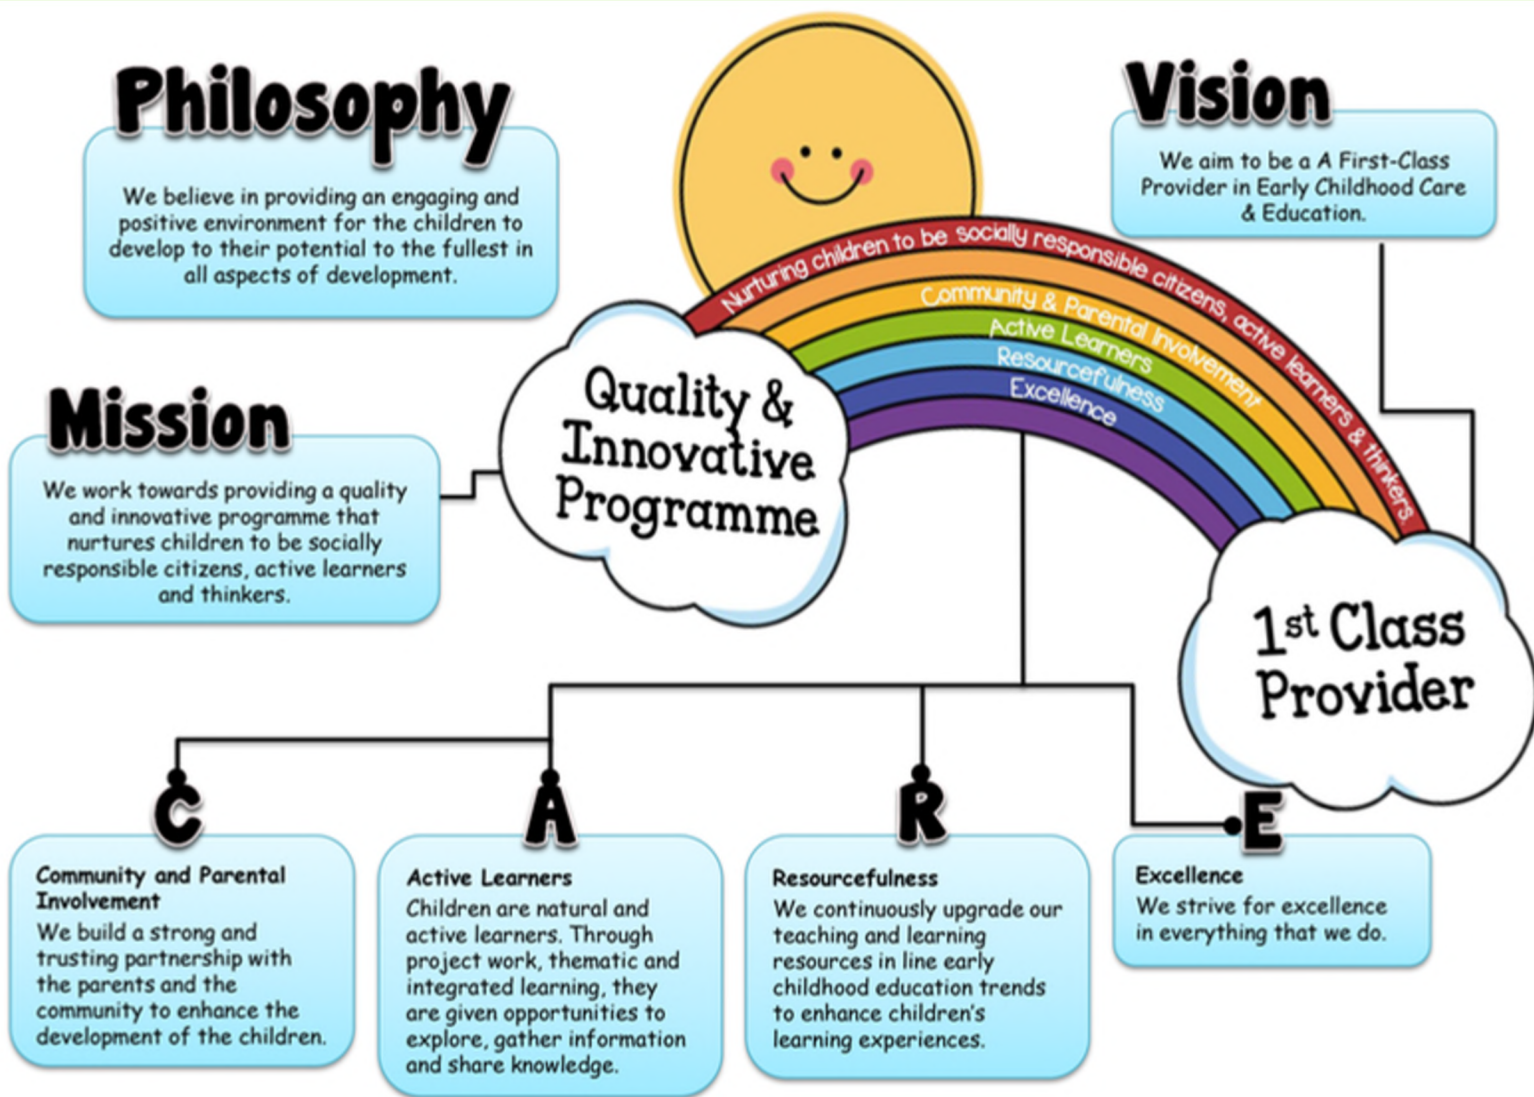 Philosophy
We believe in providing an engaging and
positive environment for the children to
develop to their potential to the fullest in
all aspects of development.
Vision
We aim to be a A First-Class
Provider in Early Childhood Care
& Education.
Nurturing children to be socially responsible citizens, active learners & thinkers.
Community & Parental Involvement
Active Learners
Resourcefulness
Excellence
Mission
We work towards providing a quality
and innovative programme that
nurtures children to be socially
responsible citizens, active learners
and thinkers.
Quality &
Innovative
Programme
1st Class
Provider
C
Community and Parental
Involvement
We build a strong and
trusting partnership with
the parents and the
community to enhance the
development of the children.
A
Active Learners
Children are natural and
active learners. Through
project work, thematic and
integrated learning, they
are given opportunities to
explore, gather information
and share knowledge.
R
Resourcefulness
We continuously upgrade our
teaching and learning
resources in line early
childhood education trends
to enhance children's
learning experiences.
E
Excellence
We strive for excellence
in everything that we do.